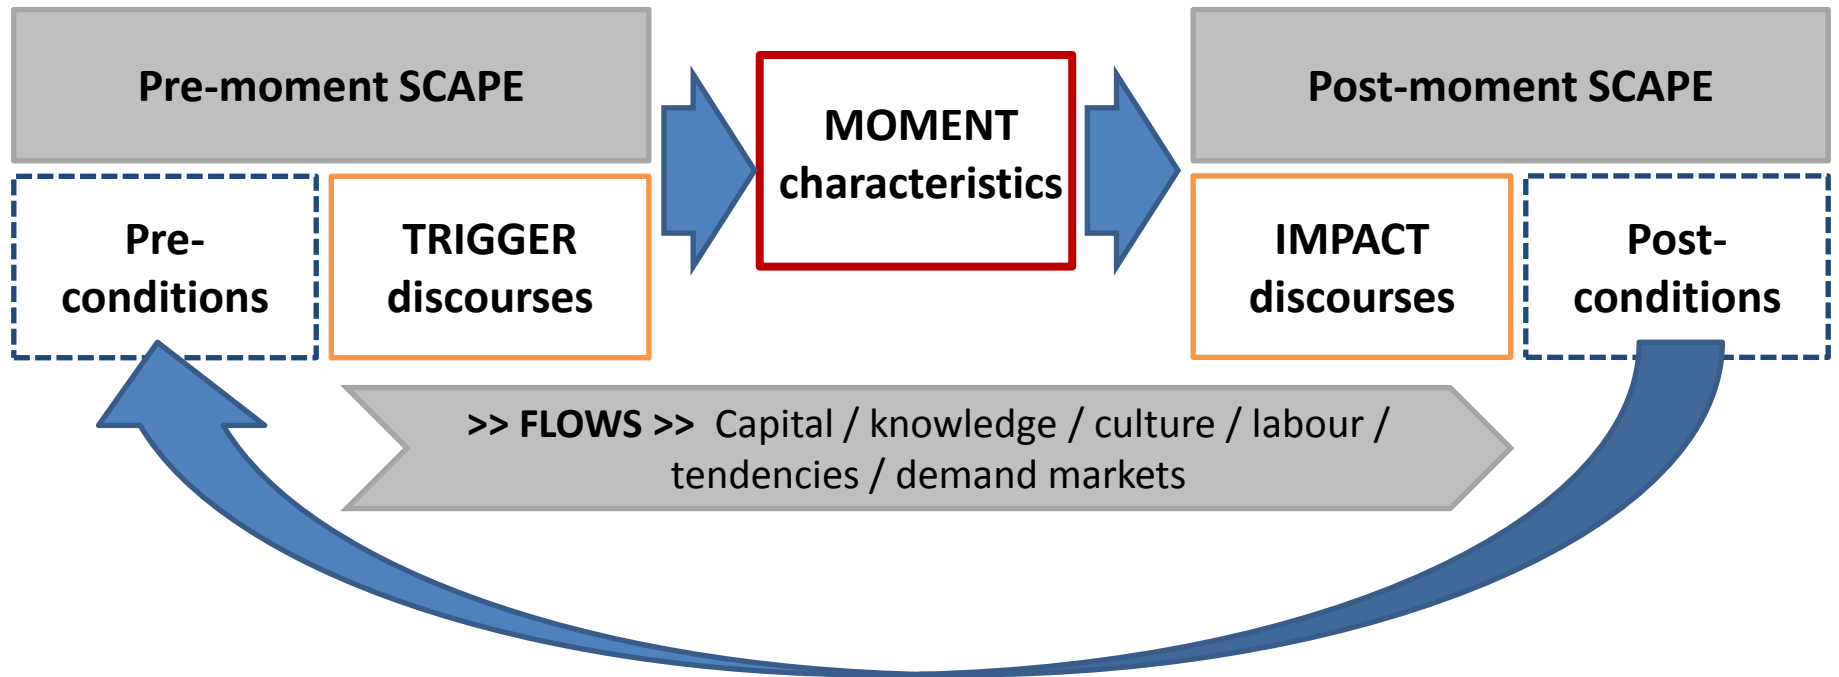 Pre-moment SCAPE
Pre-
conditions
TRIGGER
discourses
MOMENT
characteristics
Post-moment SCAPE
IMPACT
discourses
Post-
conditions
>> FLOWS >> Capital / knowledge / culture / labour /
tendencies / demand markets